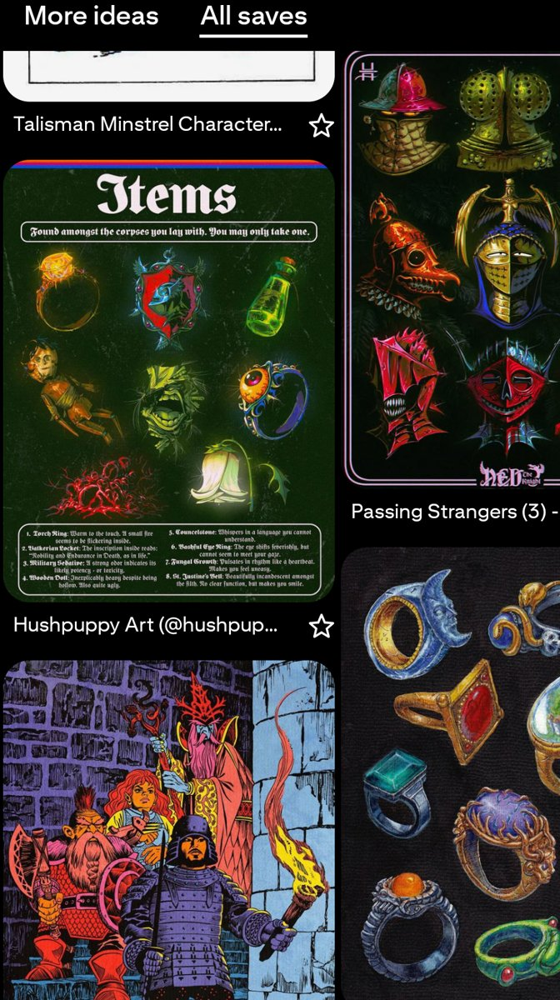 More ideas
All saves
Talisman Minstrel Character...
Items
Found amongst the corpses you lay with. You may only take one.
1. Torch Ring: Warm to the touch. A small fire
seems to be flickering inside.
2. Valkerian Locket: The inscription inside reads:
"Nobility and Endurance in Death, as in life."
3. Military Sedative: A strong odor indicates its
likely potency - or toxicity.
4. Wooden Doll: Inexplicably heavy despite being
hollow. Also quite ugly.
5. Councelstone: Whispers in a language you cannot
understand.
6. Bashful Eye Ring: The eye shifts feverishly, but
cannot seem to meet your gaze.
7. Fungal Growth: Pulsates in rhythm like a heartbeat.
Makes you feel uneasy.
8. St. Justine's Bell: Beautifully incandescent amongst
the filth. No clear function, but makes you smile.
Hushpuppy Art (@hushpup...
NED The Knight
Passing Strangers (3) -